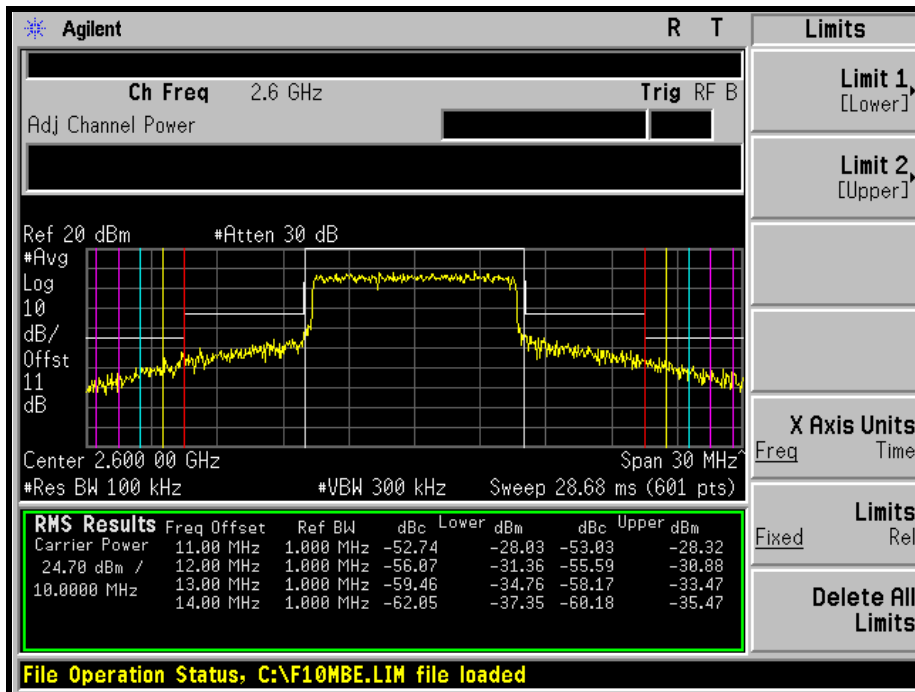 Agilent R T
Ch Freq 2.6 GHz Trig RF B
Adj Channel Power
Ref 20 dBm #Atten 30 dB
#Avg
Log
10
dB/
Offst
11
dB
Center 2.600 00 GHz Span 30 MHz^
#Res BW 100 kHz #VBW 300 kHz Sweep 28.68 ms (601 pts)
RMS Results Freq Offset Ref BW dBc Lower dBm dBc Upper dBm
Carrier Power 11.00 MHz 1.000 MHz -52.74 -28.03 -53.03 -28.32
24.70 dBm / 12.00 MHz 1.000 MHz -56.07 -31.36 -55.59 -30.88
10.0000 MHz 13.00 MHz 1.000 MHz -59.46 -34.76 -58.17 -33.47
14.00 MHz 1.000 MHz -62.05 -37.35 -60.18 -35.47
File Operation Status, C:\F10MBE.LIM file loaded
Limits
Limit 1
[Lower]
Limit 2
[Upper]
X Axis Units
Freq Time
Limits
Fixed Rel
Delete All
Limits